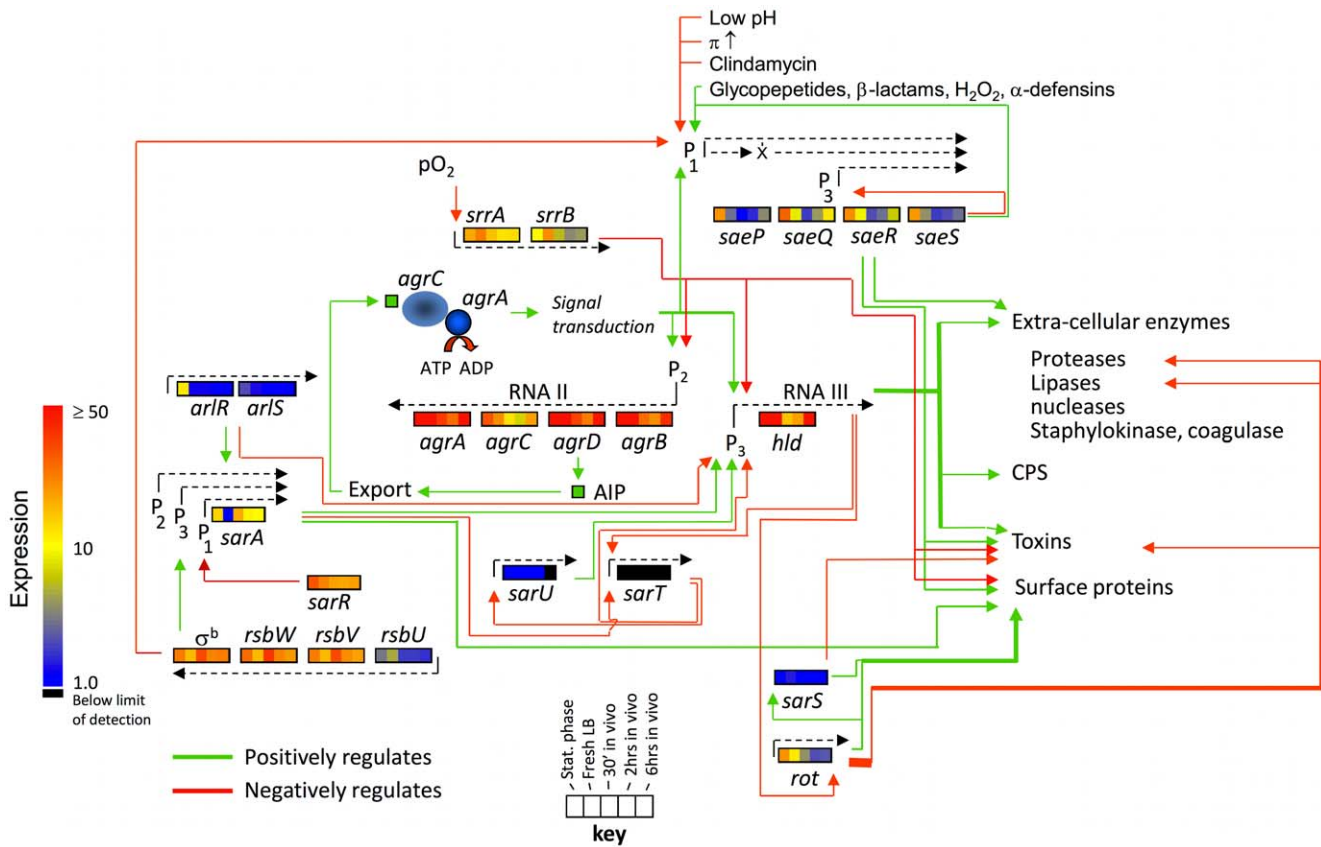 Low pH
π ↑
Clindamycin
Glycopepetides, β-lactams, H₂O₂, α-defensins
P₁
ẋ
pO₂
P₃
srrA
srrB
saeP
saeQ
saeR
saeS
agrC
agrA
Signal
transduction
ATP ADP
Extra-cellular enzymes
Proteases
Lipases
nucleases
Staphylokinase, coagulase
CPS
Toxins
Surface proteins
P₂
RNA II
RNA III
agrA
agrC
agrD
agrB
P₃
hld
arlR
arlS
Export
AIP
P₂
P₃
P₁
sarA
sarR
sarU
sarT
σᵇ
rsbW
rsbV
rsbU
sarS
rot
Expression
≥ 50
10
1.0
Below limit
of detection
Positively regulates
Negatively regulates
Stat. phase
Fresh LB
30' in vivo
2hrs in vivo
6hrs in vivo
key